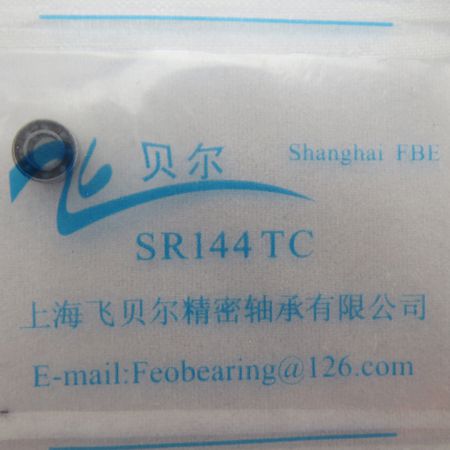 贝尔 Shanghai FBE
SR144TC
上海飞贝尔精密轴承有限公司
E-mail:Feobearing@126.com